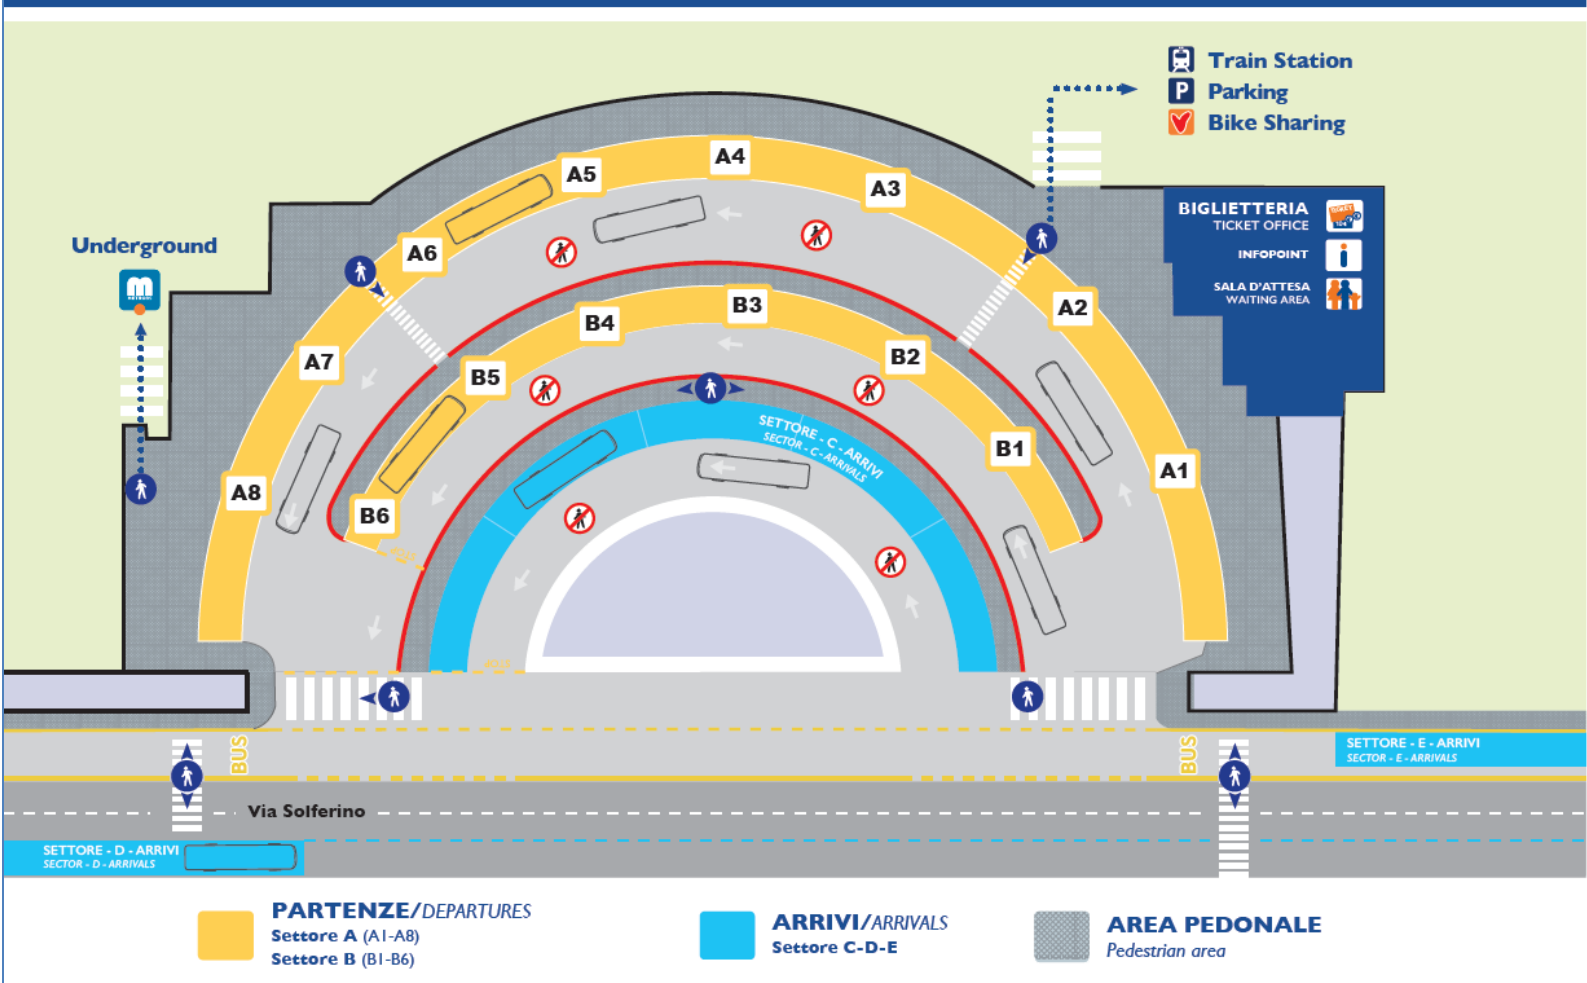 Train Station
P Parking
Bike Sharing
BIGLIETTERIA
TICKET OFFICE
INFOPOINT
i
SALA D'ATTESA
WAITING AREA
Underground
m
A4
A5
A3
A6
A2
A7
A1
A8
B3
B4
B2
B5
B1
B6
SETTORE - C - ARRIVI
SECTOR - C - ARRIVALS
BUS
BUS
SETTORE - E - ARRIVI
SECTOR - E - ARRIVALS
Via Solferino
SETTORE - D - ARRIVI
SECTOR - D - ARRIVALS
PARTENZE/DEPARTURES
Settore A (A1-A8)
Settore B (B1-B6)
ARRIVI/ARRIVALS
Settore C-D-E
AREA PEDONALE
Pedestrian area